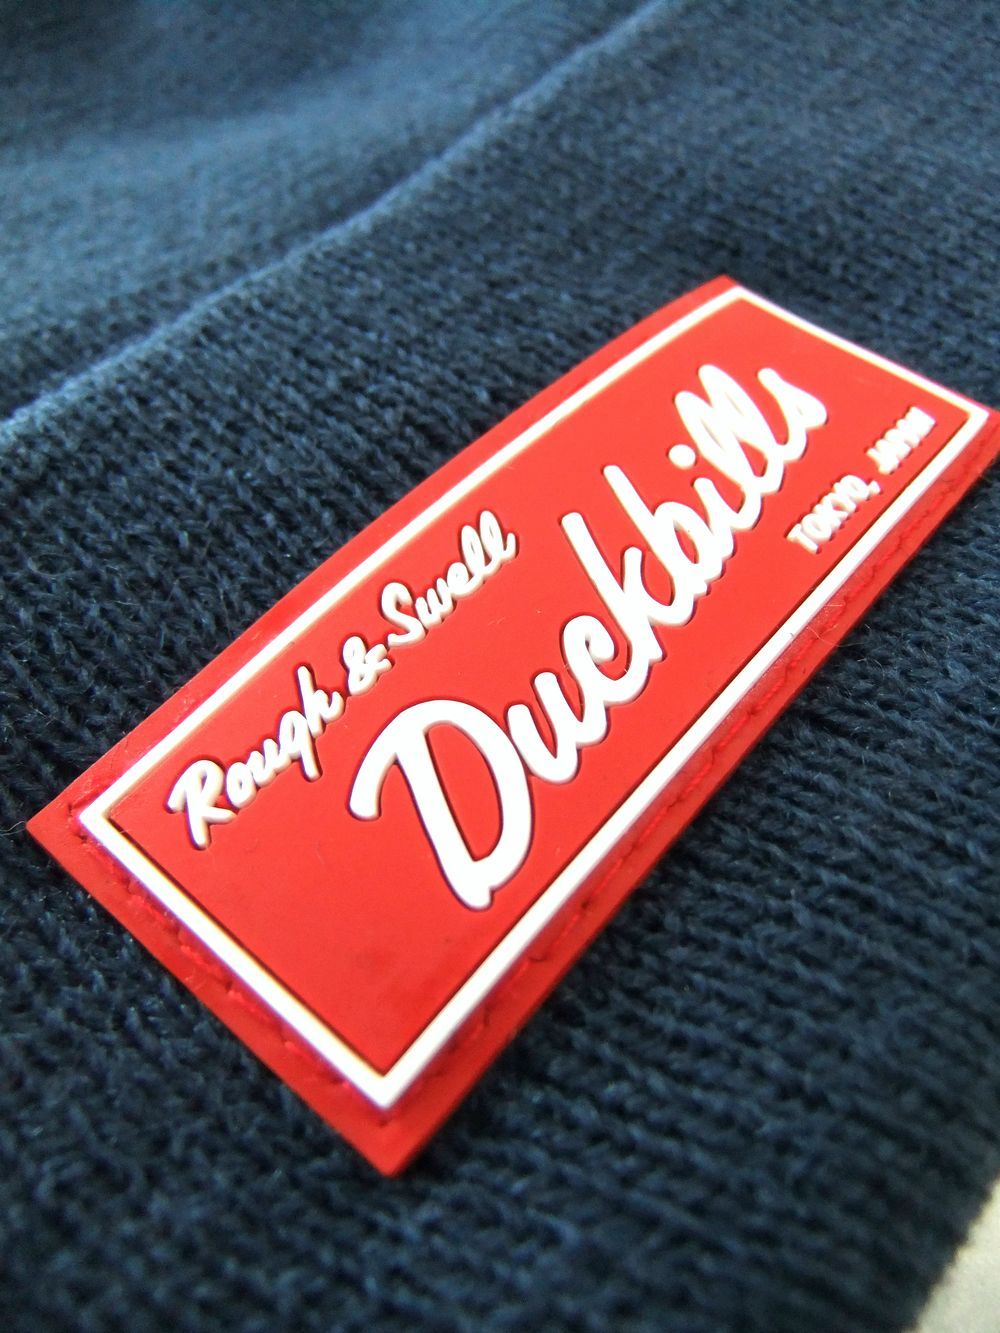 Rough & Swell
Duckbills
TOKYO, JAPAN